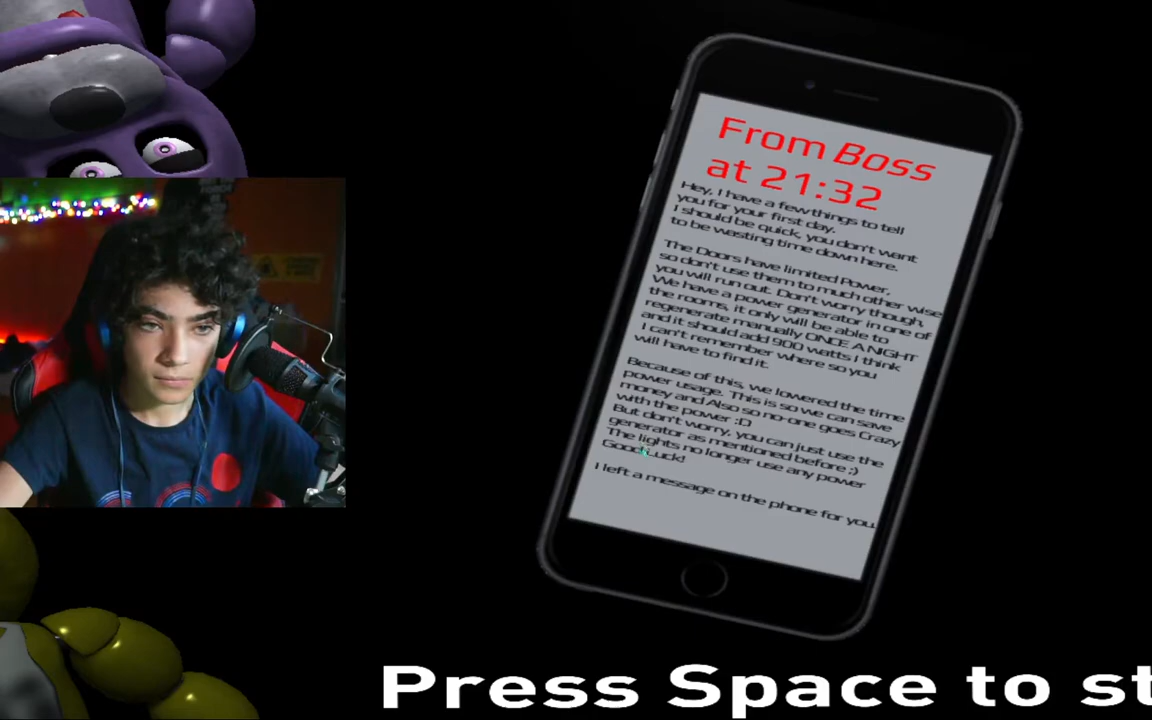 From Boss
at 21:32
Hey, I have a few things to tell
you for your first day.
I should be quick, you don't want
to be wasting time down here.
The Doors have limited Power,
so don't use them to much other wise
you will run out. Don't worry though,
We have a power generator in one of
the rooms, it only will be able to
regenerate manually ONCE A NIGHT
and it should add 900 watts I think
I can't remember where so you
will have to find it.
Because of this, we lowered the time
power usage. This is so we can save
money and Also so no-one goes Crazy
with the power :D
But don't worry, you can just use the
generator as mentioned before ;)
The lights no longer use any power
Good Luck!
I left a message on the phone for you.
Press Space to st